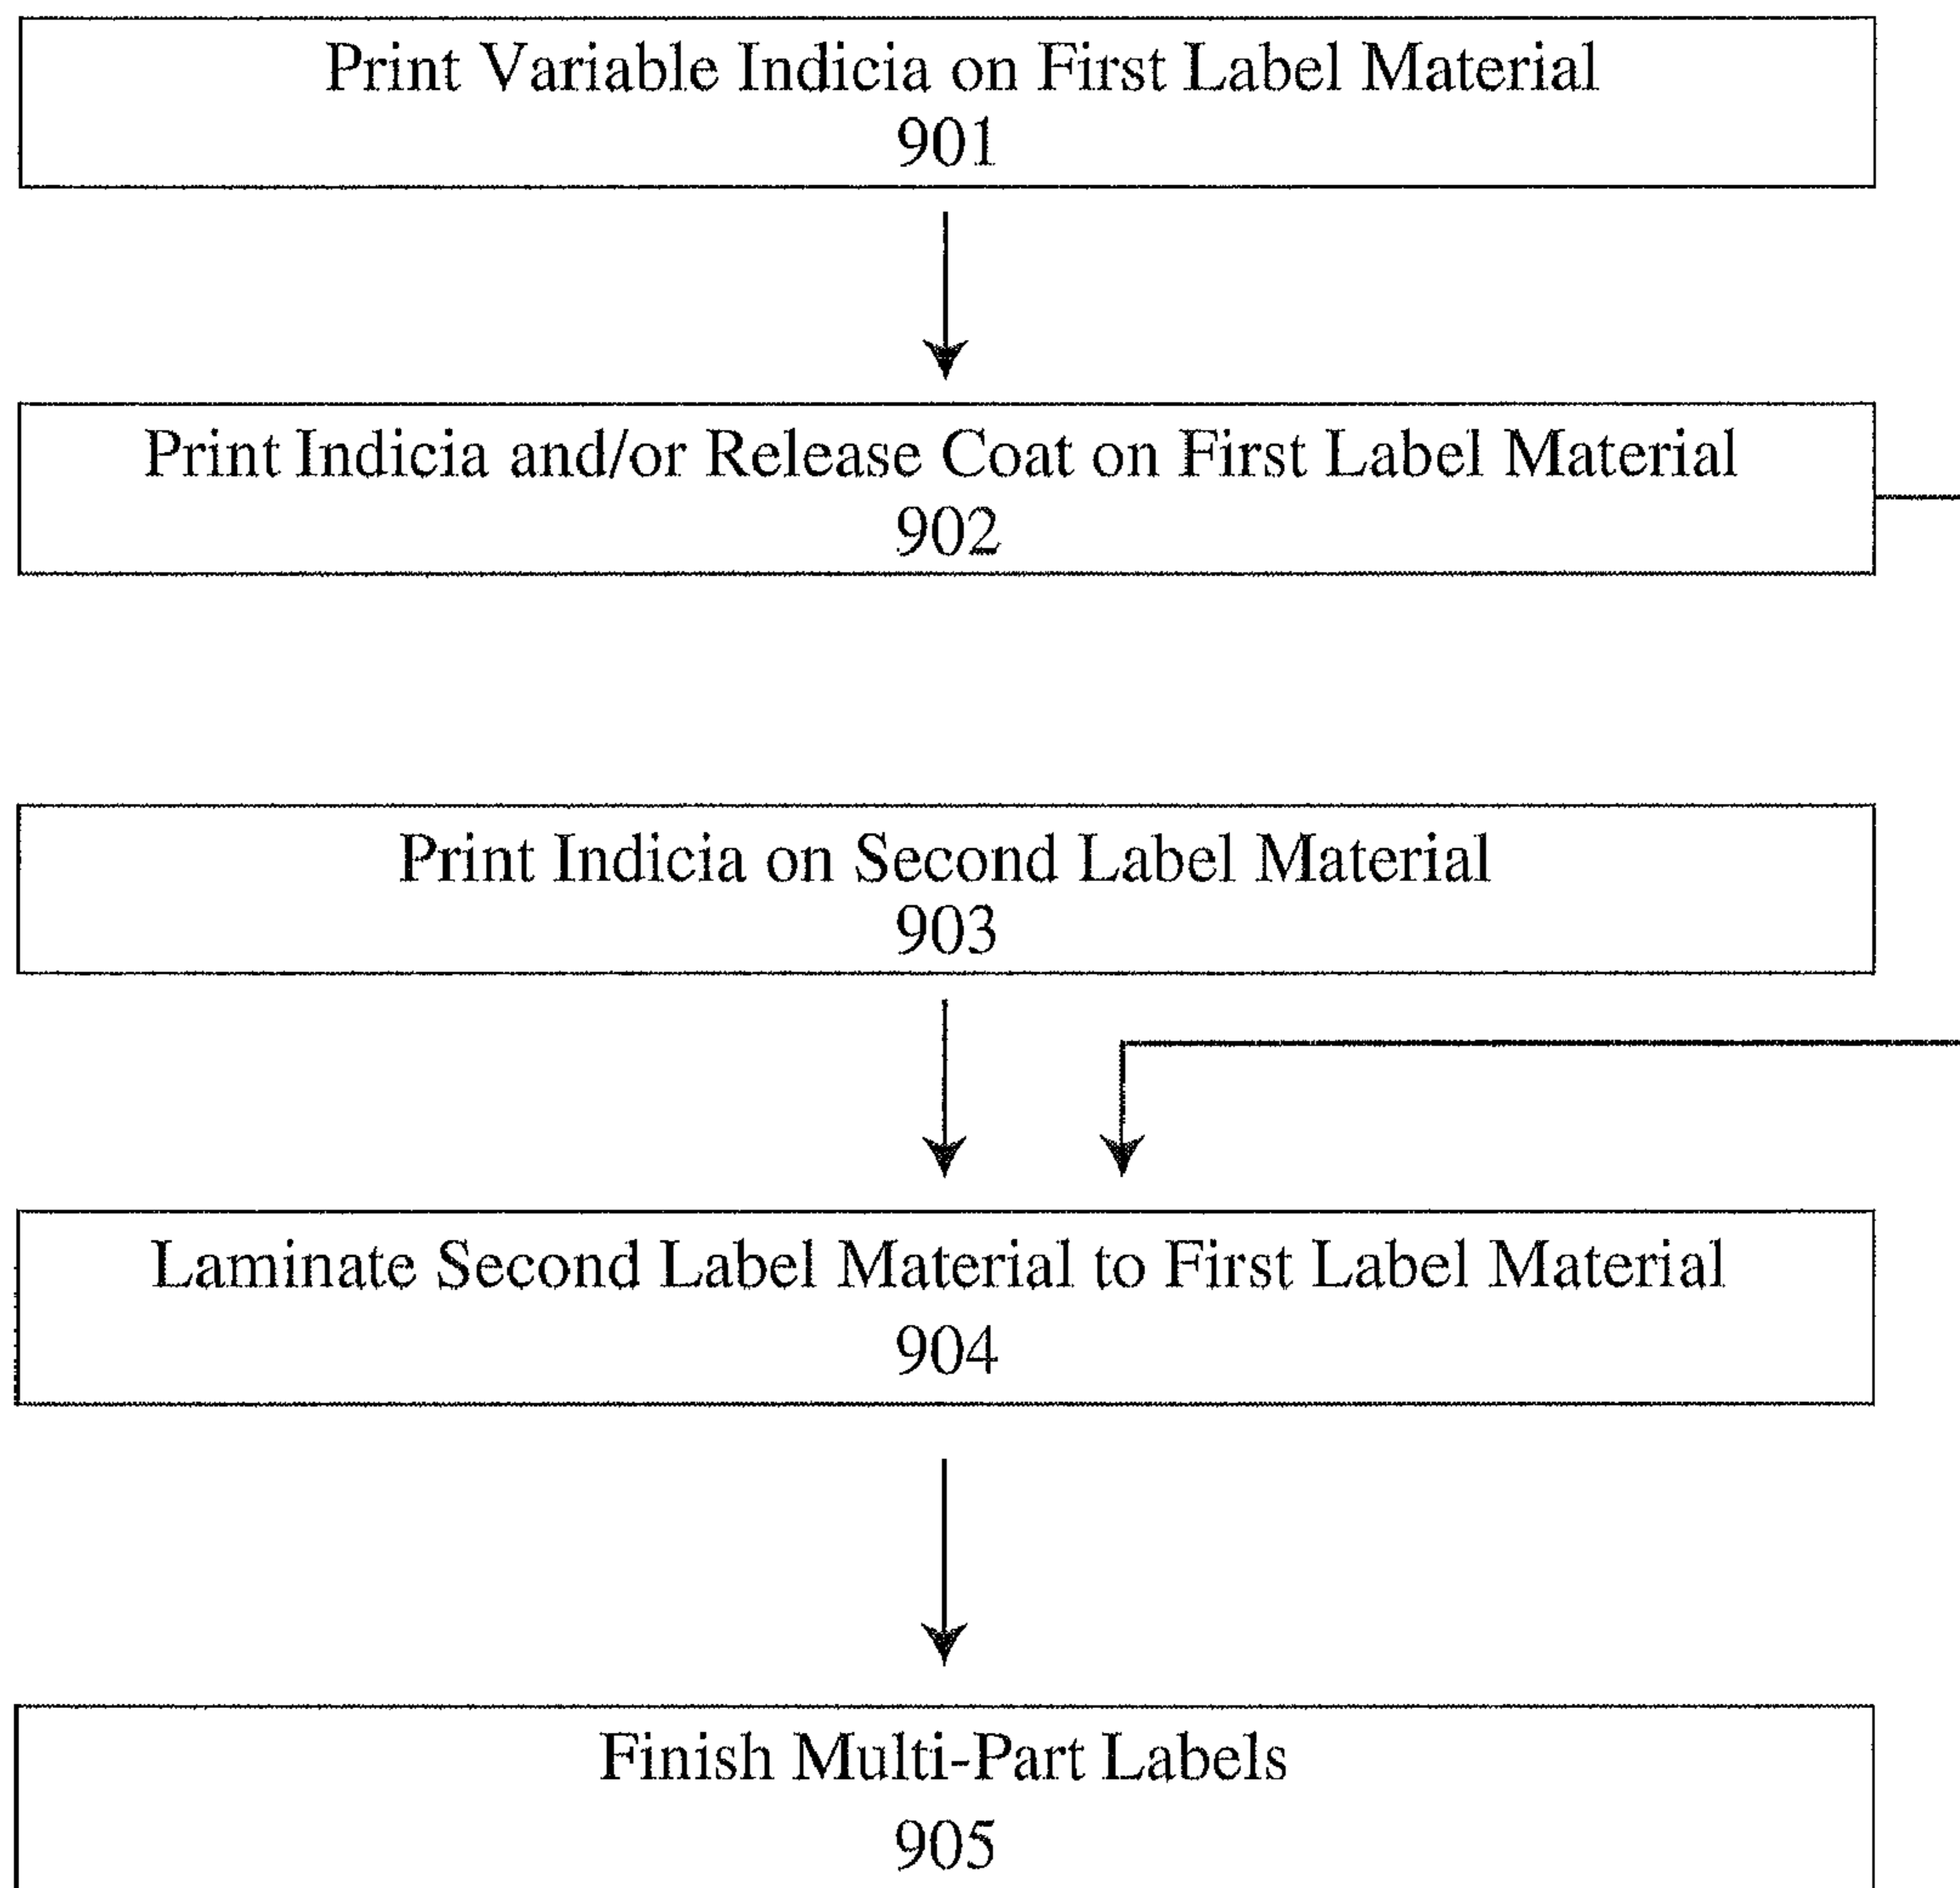 Print Variable Indicia on First Label Material
901
Print Indicia and/or Release Coat on First Label Material
902
Print Indicia on Second Label Material
903
Laminate Second Label Material to First Label Material
904
Finish Multi-Part Labels
905